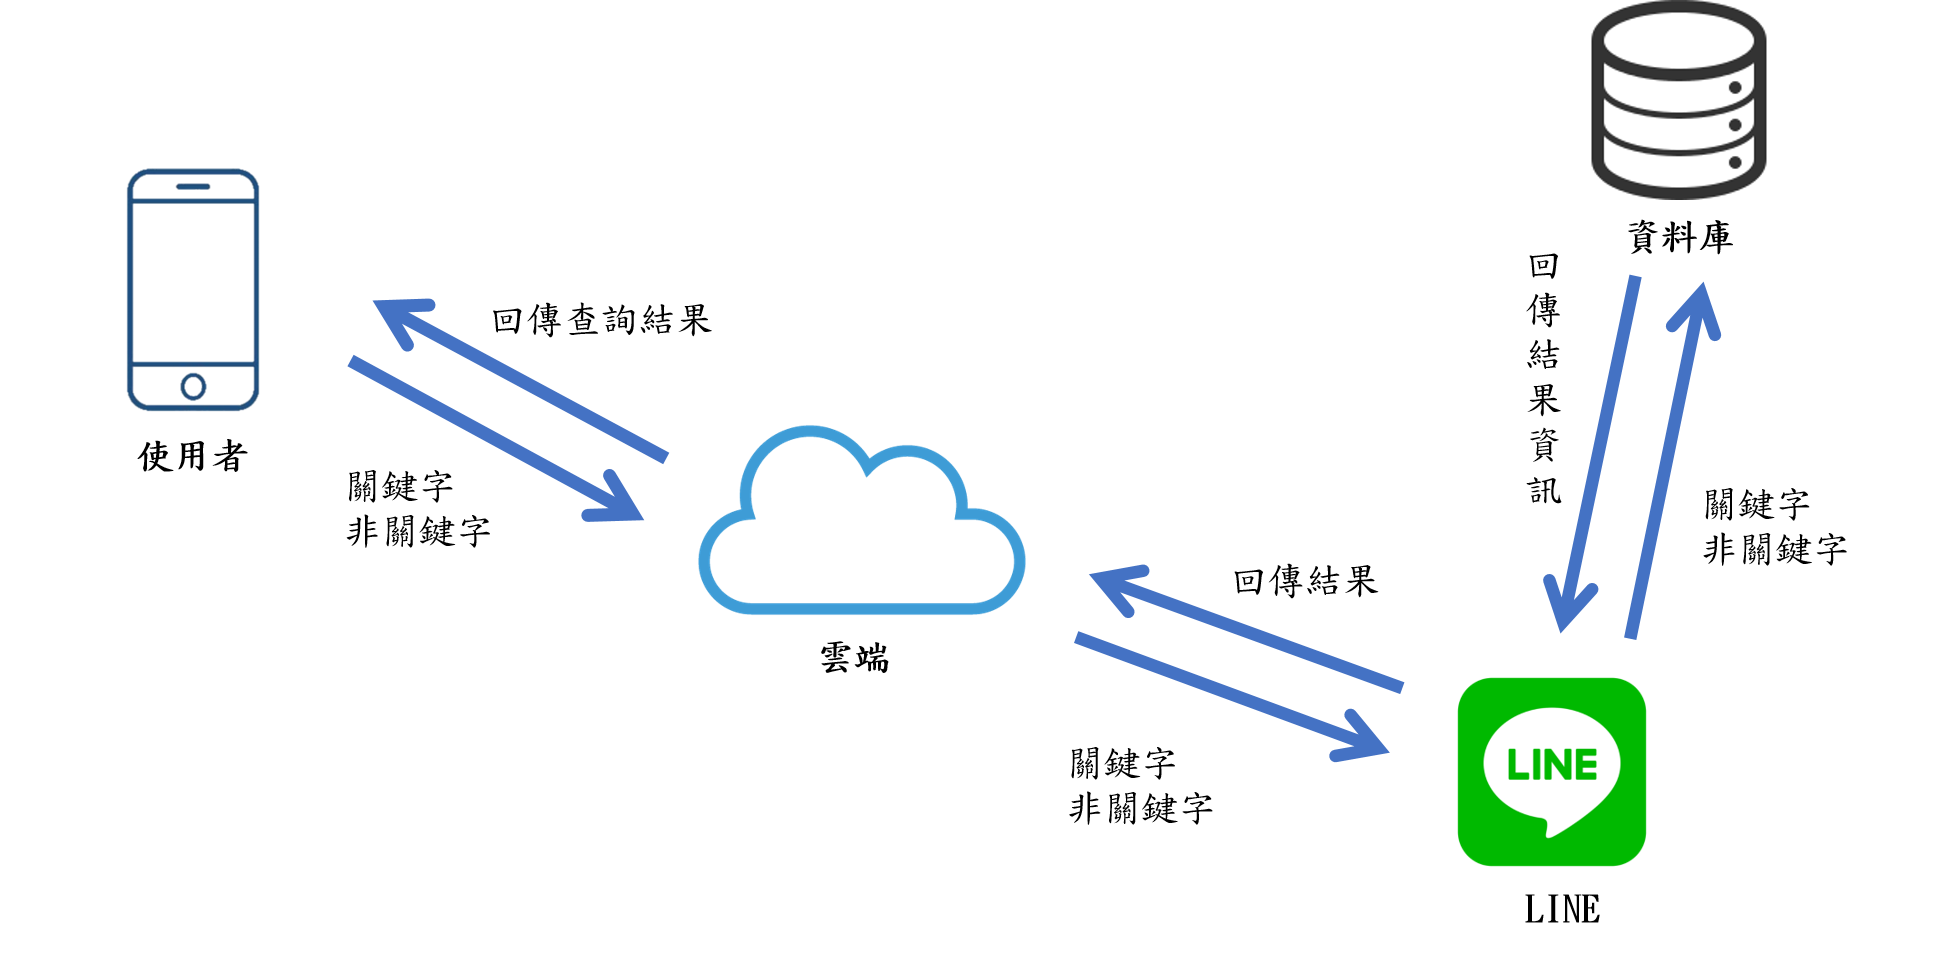 資料庫
回傳結果資訊
回傳查詢結果
使用者
關鍵字
非關鍵字
關鍵字
非關鍵字
回傳結果
雲端
關鍵字
非關鍵字
LINE
LINE